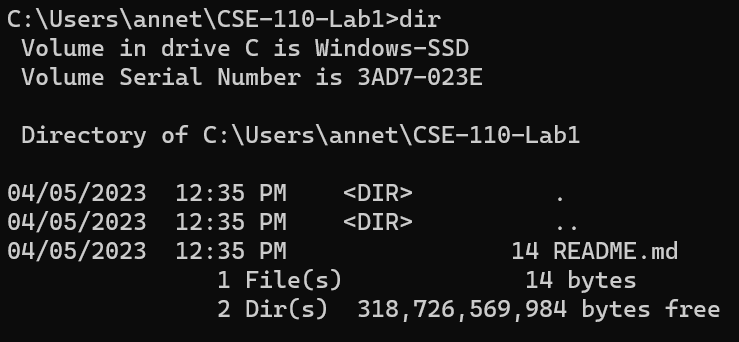 C:\Users\annet\CSE-110-Lab1>dir
 Volume in drive C is Windows-SSD
 Volume Serial Number is 3AD7-023E

 Directory of C:\Users\annet\CSE-110-Lab1

04/05/2023  12:35 PM    <DIR>          .
04/05/2023  12:35 PM    <DIR>          ..
04/05/2023  12:35 PM                14 README.md
               1 File(s)             14 bytes
               2 Dir(s)  318,726,569,984 bytes free